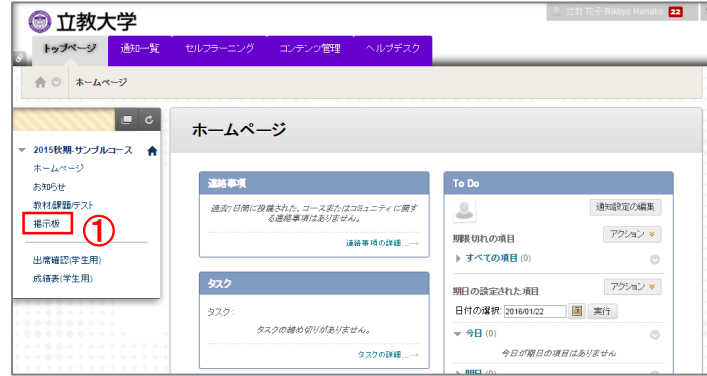 立教大学
立教 花子 Rikkyo Hanako 22
トップページ 通知一覧 セルフラーニング コンテンツ管理 ヘルプデスク
ホームページ
2015秋期-サンプルコース
ホームページ
お知らせ
教材/課題/テスト
掲示板
①
出席確認(学生用)
成績表(学生用)
ホームページ
連絡事項
過去7日間に投稿された、コースまたはコミュニティに関す
る連絡事項はありません。
連絡事項の詳細...→
タスク
タスク:
タスクの締め切りがありません。
タスクの詳細...→
To Do
通知設定の編集
期限切れの項目 アクション
すべての項目 (0)
期日の設定された項目 アクション
日付の選択: 2016/01/22 実行
今日 (0)
今日が期日の項目はありません